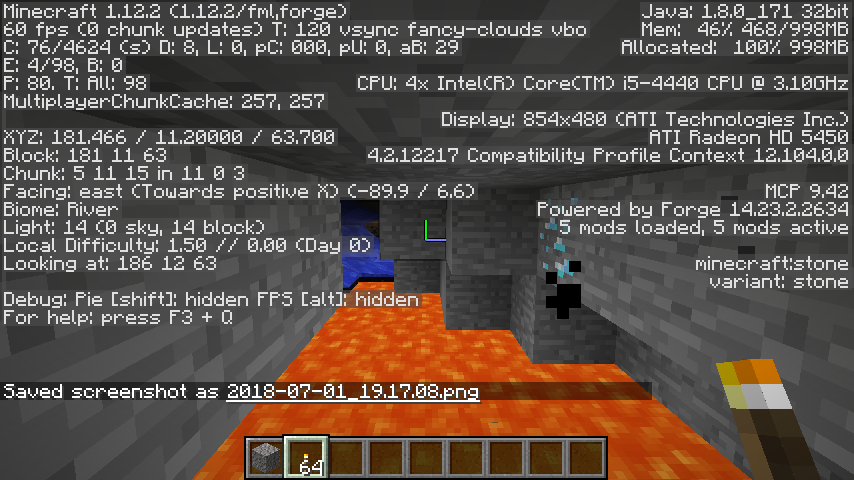 Minecraft 1.12.2 (1.12.2/fml,forge)
60 fps (0 chunk updates) T: 120 vsync fancy-clouds vbo
C: 76/4624 (s) D: 8, L: 0, pC: 000, pU: 0, aB: 29
E: 4/98, B: 0
P: 80. T: All: 98
MultiplayerChunkCache: 257, 257
XYZ: 181.466 / 11.20000 / 63.700
Block: 181 11 63
Chunk: 5 11 15 in 11 0 3
Facing: east (Towards positive X) (-89.9 / 6.6)
Biome: River
Light: 14 (0 sky, 14 block)
Local Difficulty: 1.50 // 0.00 (Day 0)
Looking at: 186 12 63
Debug: Pie [shift]: hidden FPS [alt]: hidden
For help: press F3 + Q
Java: 1.8.0_171 32bit
Mem: 46% 468/998MB
Allocated: 100% 998MB
CPU: 4x Intel(R) Core(TM) i5-4440 CPU @ 3.10GHz
Display: 854x480 (ATI Technologies Inc.)
ATI Radeon HD 5450
4.2.12217 Compatibility Profile Context 12.104.0.0
MCP 9.42
Powered by Forge 14.23.2.2634
5 mods loaded, 5 mods active
minecraft:stone
variant: stone
Saved screenshot as 2018-07-01_19.17.08.png
64